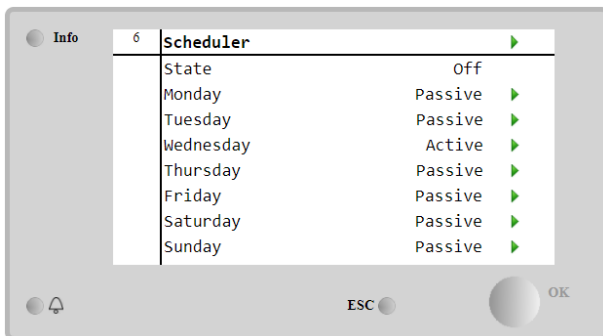 Info
6 Scheduler
State Off
Monday Passive
Tuesday Passive
Wednesday Active
Thursday Passive
Friday Passive
Saturday Passive
Sunday Passive
ESC OK